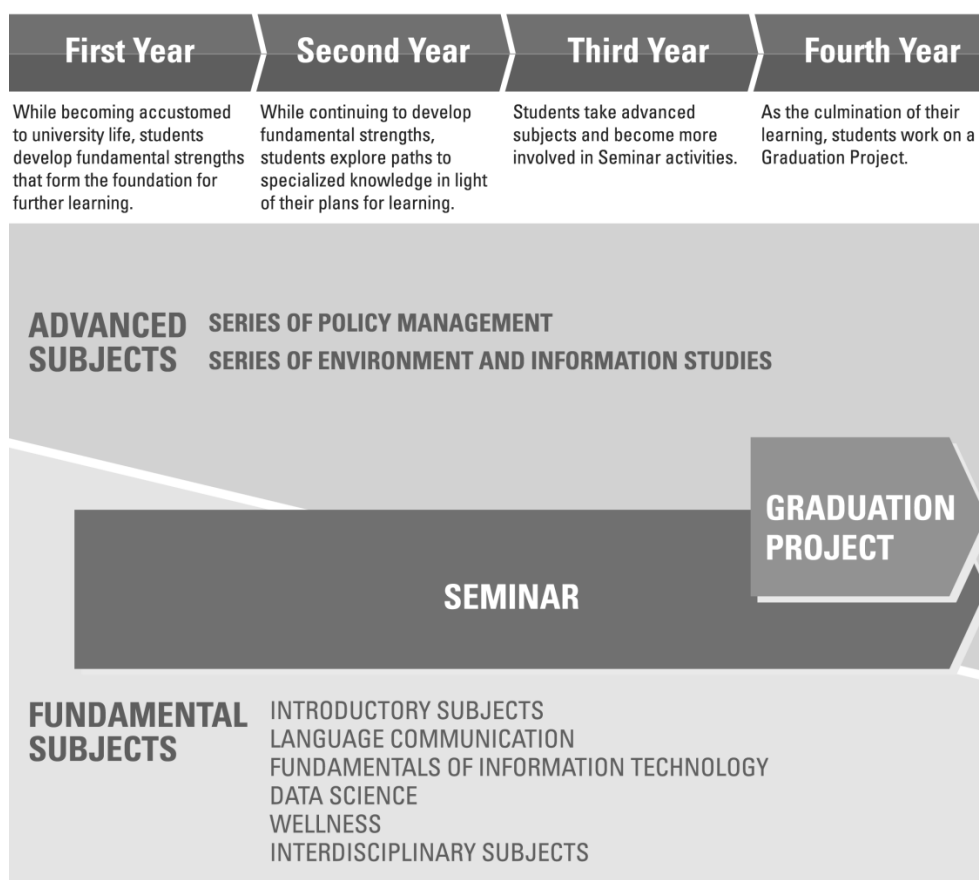 First Year
Second Year
Third Year
Fourth Year
While becoming accustomed
to university life, students
develop fundamental strengths
that form the foundation for
further learning.
While continuing to develop
fundamental strengths,
students explore paths to
specialized knowledge in light
of their plans for learning.
Students take advanced
subjects and become more
involved in Seminar activities.
As the culmination of their
learning, students work on a
Graduation Project.
ADVANCED
SUBJECTS
SERIES OF POLICY MANAGEMENT
SERIES OF ENVIRONMENT AND INFORMATION STUDIES
GRADUATION
PROJECT
SEMINAR
FUNDAMENTAL
SUBJECTS
INTRODUCTORY SUBJECTS
LANGUAGE COMMUNICATION
FUNDAMENTALS OF INFORMATION TECHNOLOGY
DATA SCIENCE
WELLNESS
INTERDISCIPLINARY SUBJECTS